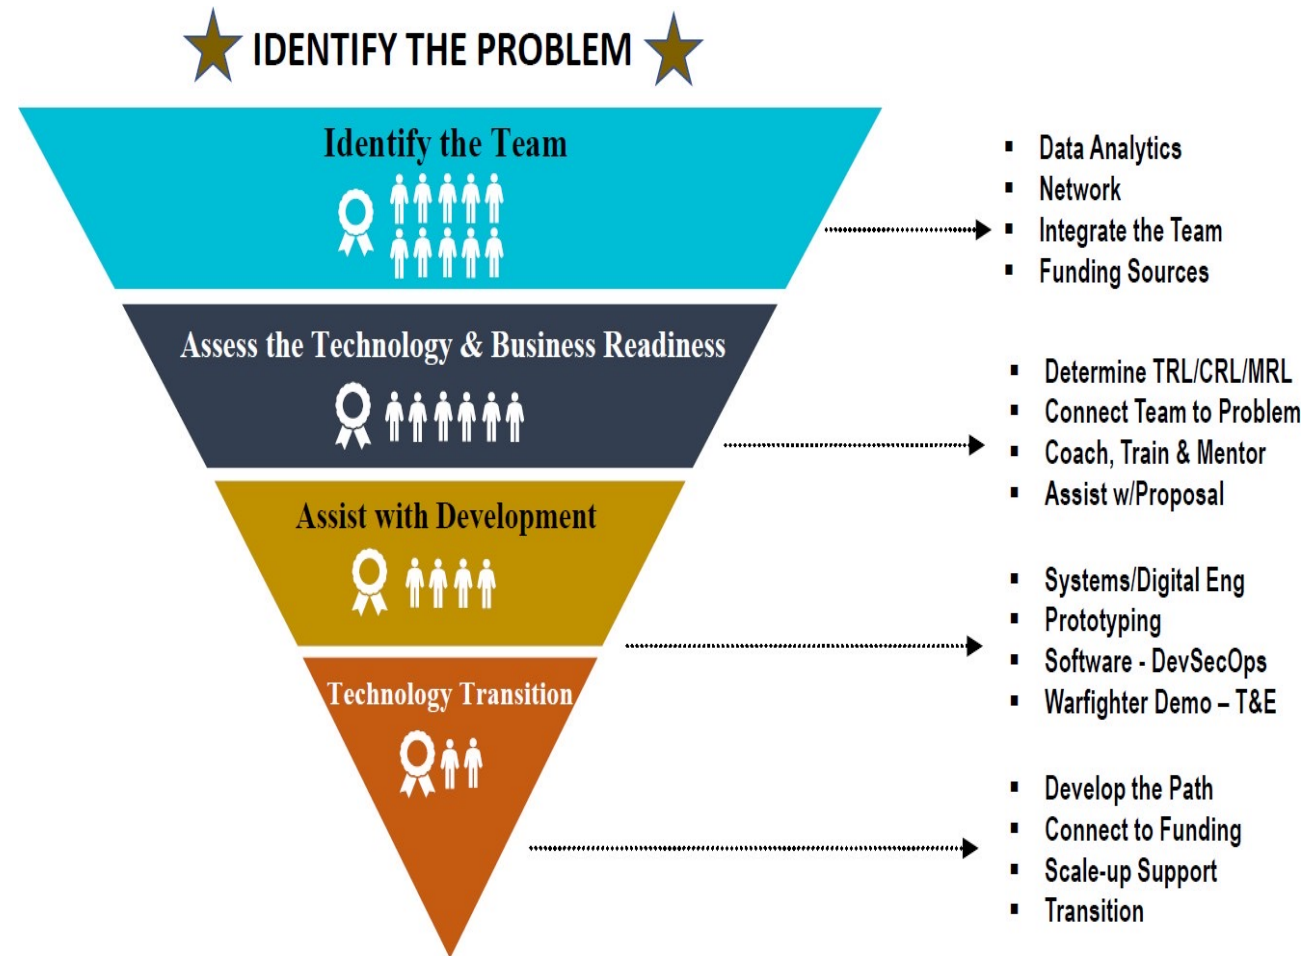 IDENTIFY THE PROBLEM
Identify the Team
Data Analytics
Network
Integrate the Team
Funding Sources
Assess the Technology & Business Readiness
Determine TRL/CRL/MRL
Connect Team to Problem
Coach, Train & Mentor
Assist w/Proposal
Assist with Development
Systems/Digital Eng
Prototyping
Software - DevSecOps
Warfighter Demo – T&E
Technology Transition
Develop the Path
Connect to Funding
Scale-up Support
Transition